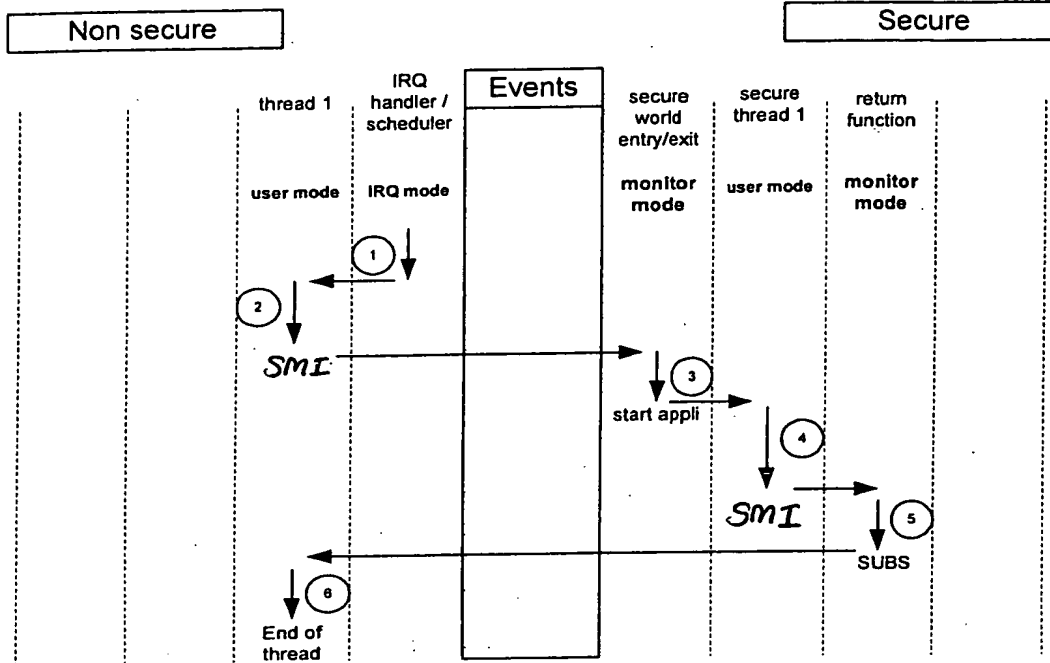 Non secure
Secure
thread 1
IRQ
handler /
scheduler
Events
secure
world
entry/exit
secure
thread 1
return
function
user mode
IRQ mode
monitor
mode
user mode
monitor
mode
1
2
SMI
3
start appli
4
SMI
5
SUBS
6
End of
thread